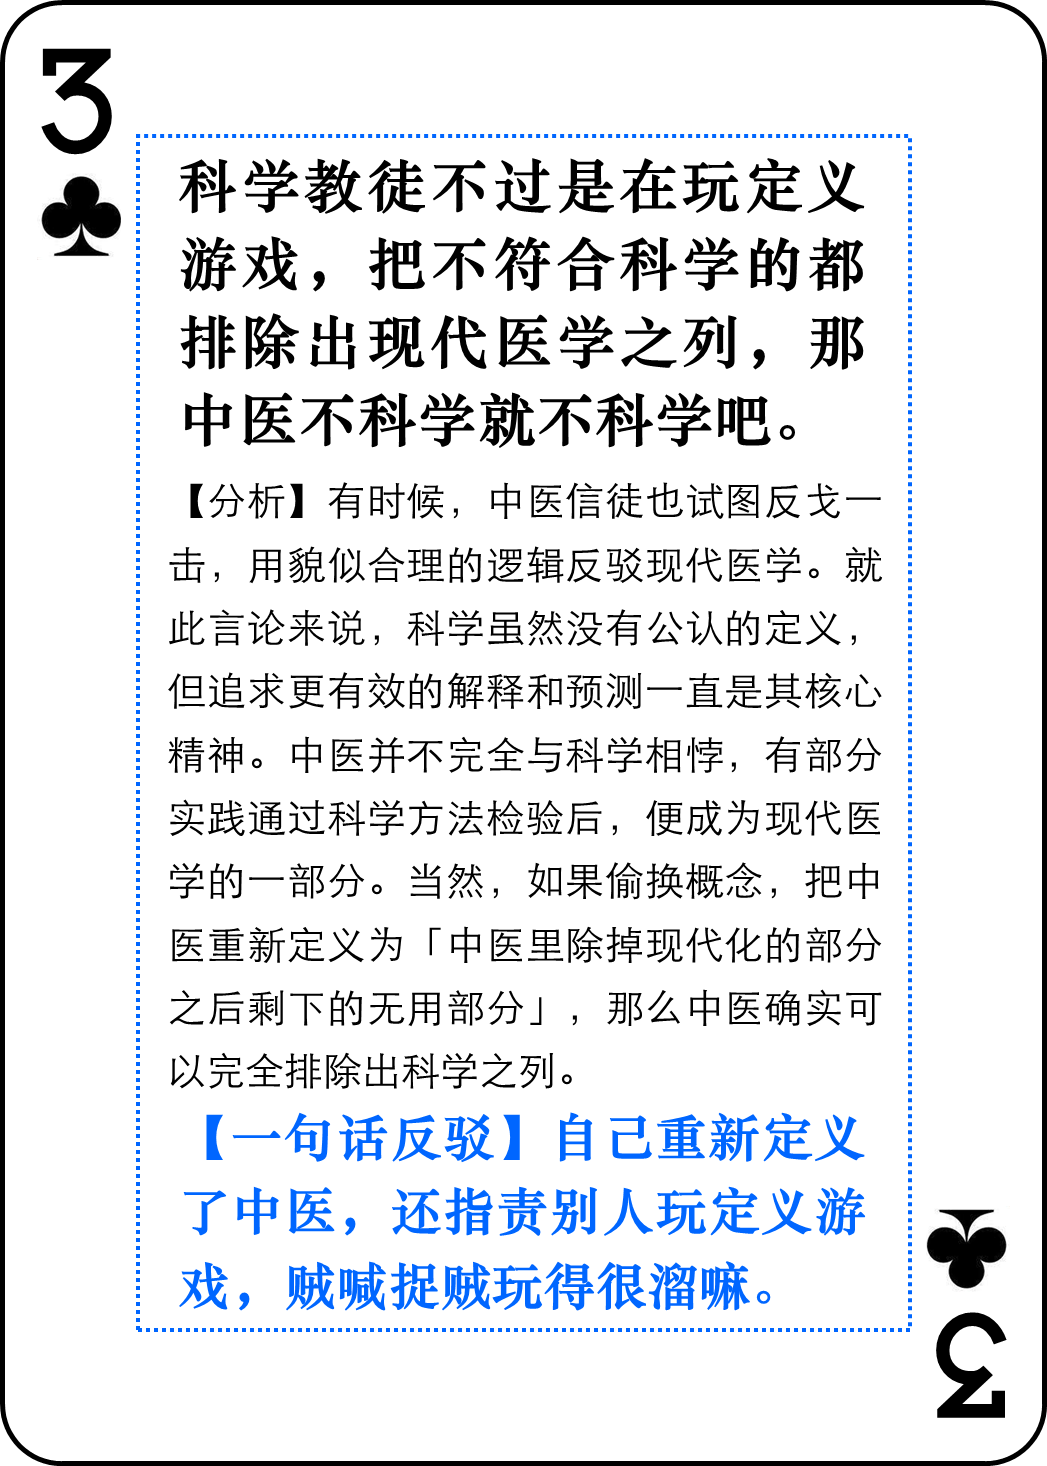 3
科学教徒不过是在玩定义
游戏，把不符合科学的都
排除出现代医学之列，那
中医不科学就不科学吧。
【分析】有时候，中医信徒也试图反戈一
击，用貌似合理的逻辑反驳现代医学。就
此言论来说，科学虽然没有公认的定义，
但追求更有效的解释和预测一直是其核心
精神。中医并不完全与科学相悖，有部分
实践通过科学方法检验后，便成为现代医
学的一部分。当然，如果偷换概念，把中
医重新定义为「中医里除掉现代化的部分
之后剩下的无用部分」，那么中医确实可
以完全排除出科学之列。
【一句话反驳】自己重新定义
了中医，还指责别人玩定义游
戏，贼喊捉贼玩得很溜嘛。
3